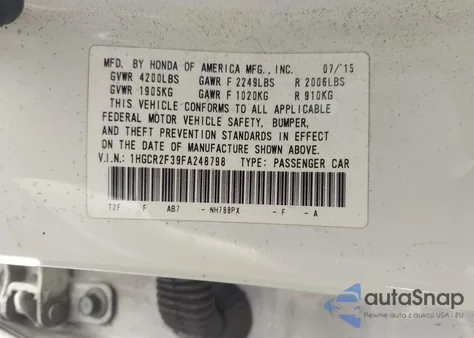 MFD. BY HONDA OF AMERICA MFG., INC. 07/'15
GVWR 4200LBS GAWR F 2249LBS R 2006LBS
GVWR 1905KG GAWR F 1020KG R 910KG
THIS VEHICLE CONFORMS TO ALL APPLICABLE
FEDERAL MOTOR VEHICLE SAFETY, BUMPER,
AND THEFT PREVENTION STANDARDS IN EFFECT
ON THE DATE OF MANUFACTURE SHOWN ABOVE.
V.I.N.: 1HGCR2F39FA248798 TYPE: PASSENGER CAR
T2F - F AB7 - NH788PX - F - A
autoSnap
Pewne auta z aukcji USA - EU